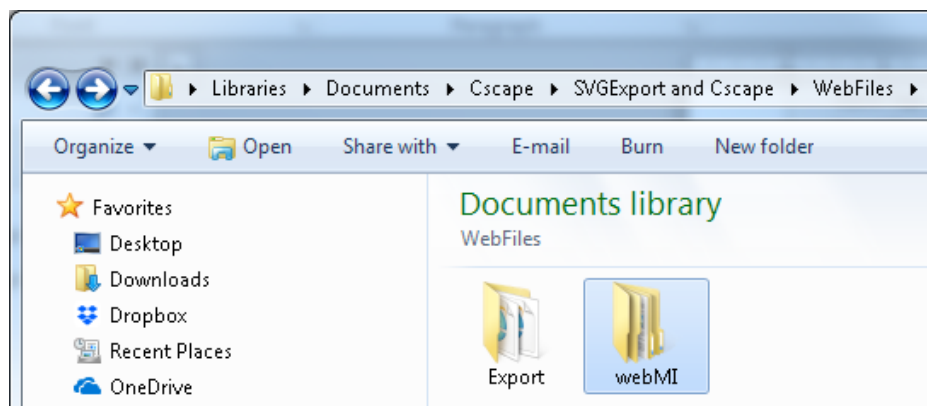 Libraries Documents Cscape SVGExport and Cscape WebFiles
Organize Open Share with E-mail Burn New folder
Favorites
Desktop
Downloads
Dropbox
Recent Places
OneDrive
Documents library
WebFiles
Export webMI